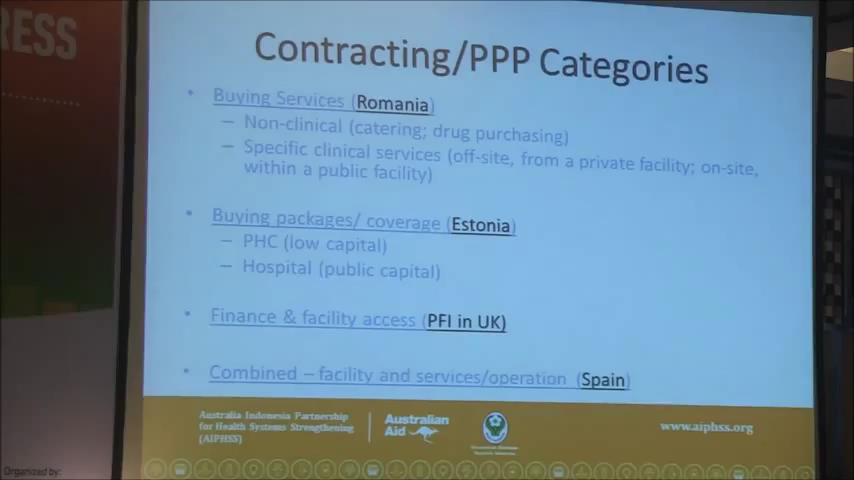 RESS
Contracting/PPP Categories
• Buying Services (Romania)
– Non-clinical (catering; drug purchasing)
– Specific clinical services (off-site, from a private facility; on-site,
within a public facility)
• Buying packages/ coverage (Estonia)
– PHC (low capital)
– Hospital (public capital)
• Finance & facility access (PFI in UK)
• Combined – facility and services/operation (Spain)
Australia Indonesia Partnership
for Health Systems Strengthening
(AIPHSS)
Australian
Aid
www.aiphss.org
Organized by: